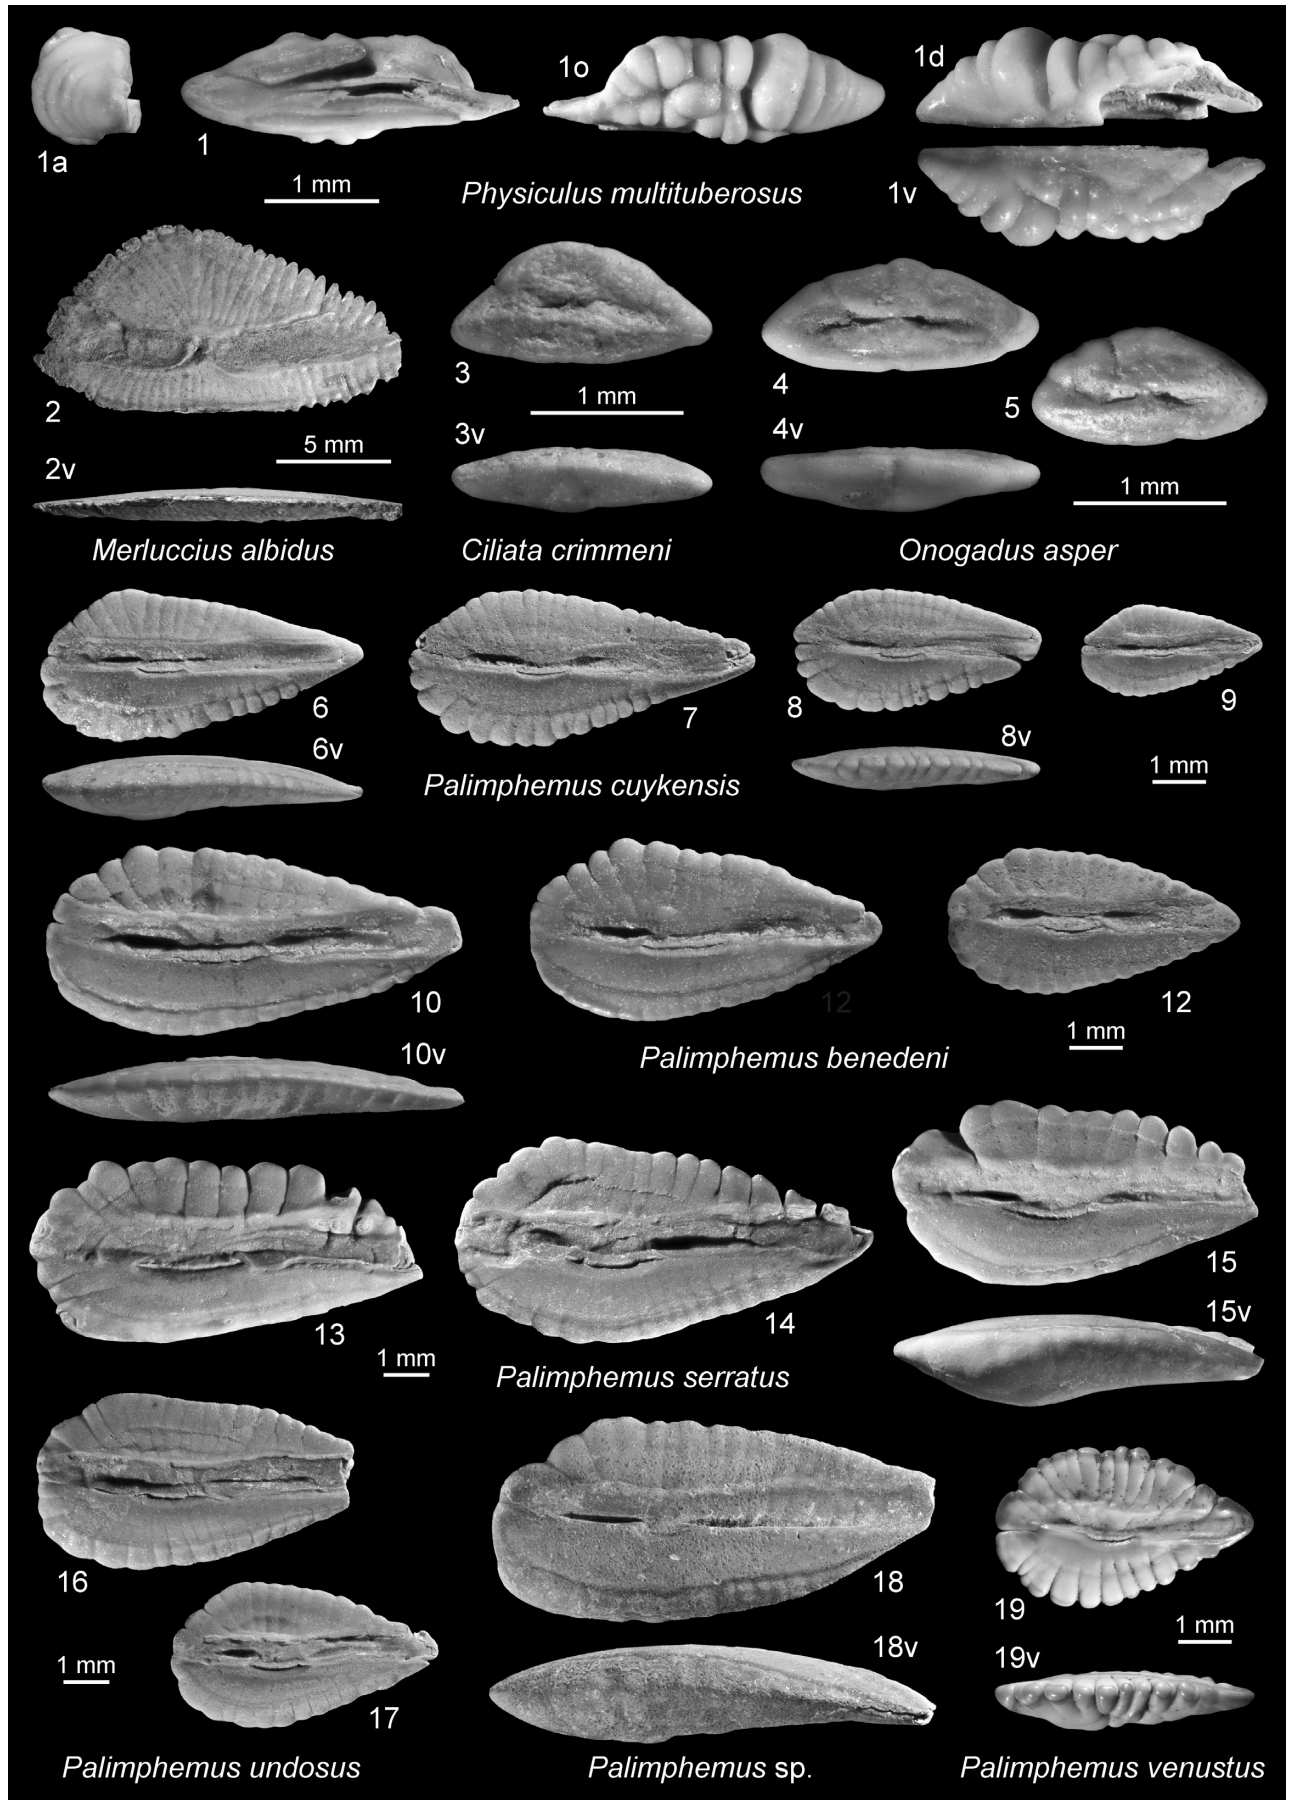 1a
1
1o
1d
1 mm
Physiculus multituberosus
1v
2
3
4
5
1 mm
5 mm
3v
4v
2v
1 mm
Merluccius albidus
Ciliata crimmeni
Onogadus asper
6
7
8
9
6v
8v
1 mm
Palimphemus cuykensis
10
12
12
10v
1 mm
Palimphemus benedeni
13
14
15
15v
1 mm
Palimphemus serratus
16
18
19
1 mm
17
18v
19v
1 mm
Palimphemus undosus
Palimphemus sp.
Palimphemus venustus